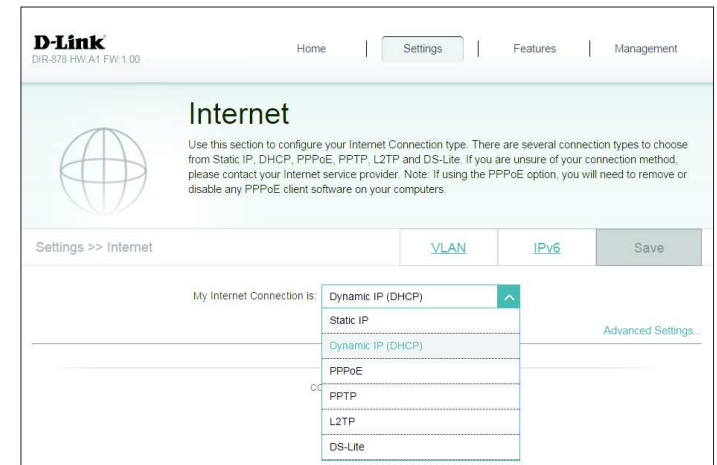 D-Link
DIR-878 HW:A1 FW:1.00
Home | Settings | Features | Management
Internet
Use this section to configure your Internet Connection type. There are several connection types to choose
from Static IP, DHCP, PPPoE, PPTP, L2TP and DS-Lite. If you are unsure of your connection method,
please contact your Internet service provider. Note: If using the PPPoE option, you will need to remove or
disable any PPPoE client software on your computers.
Settings >> Internet
VLAN
IPv6
Save
My Internet Connection is: Dynamic IP (DHCP)
Static IP
Advanced Settings...
Dynamic IP (DHCP)
PPPoE
PPTP
L2TP
DS-Lite